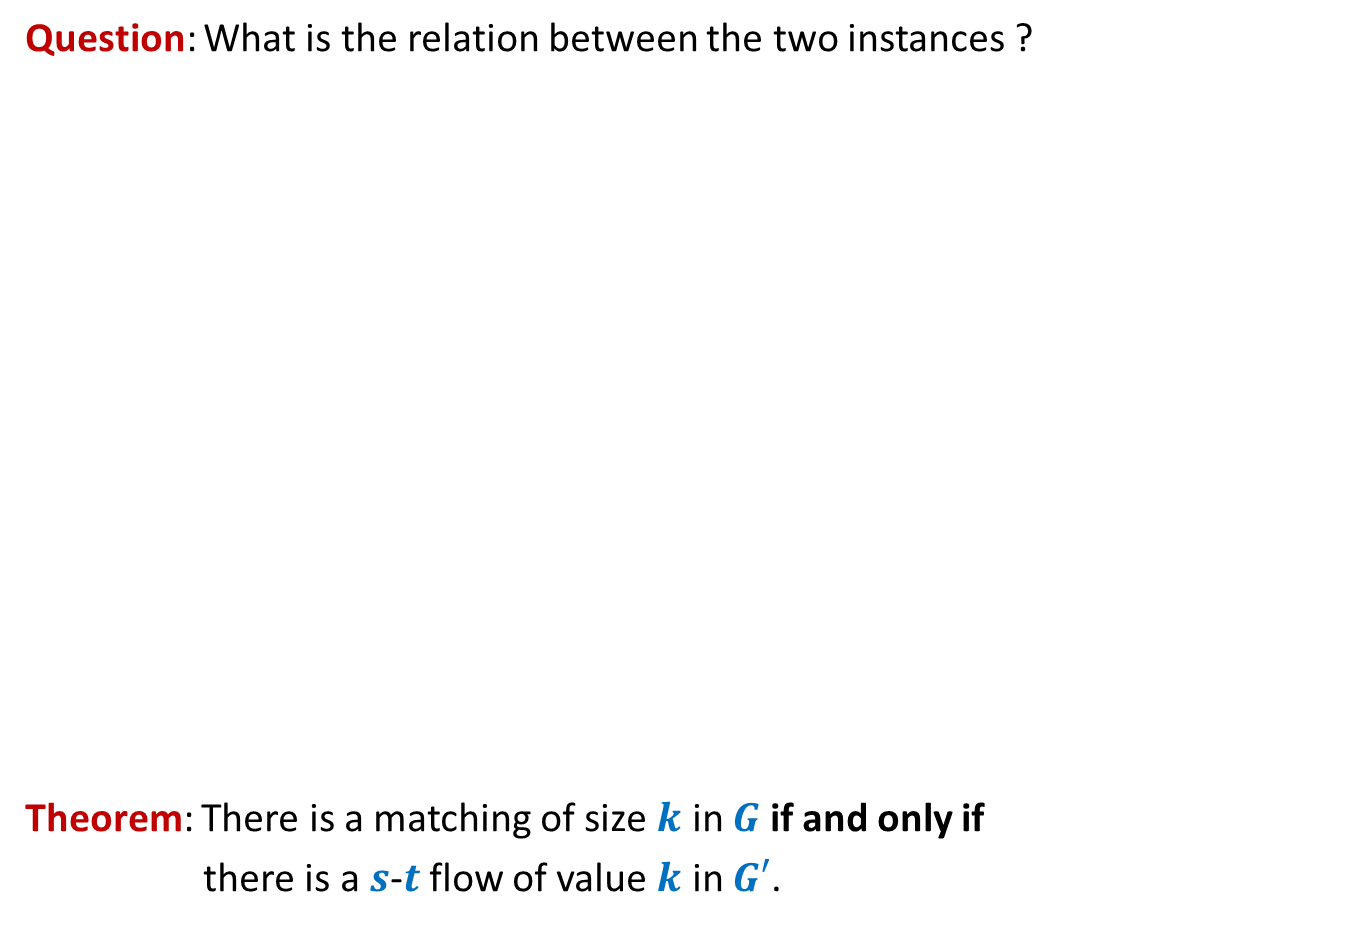 Question: What is the relation between the two instances ?
Theorem: There is a matching of size k in G if and only if
there is a s-t flow of value k in G′.